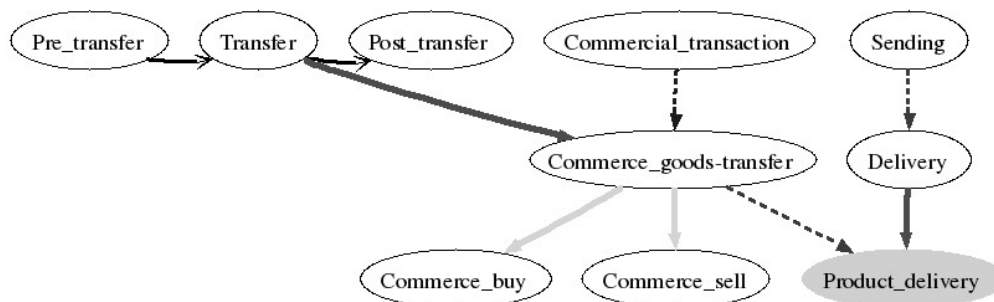 Pre_transfer
Transfer
Post_transfer
Commercial_transaction
Sending
Commerce_goods-transfer
Delivery
Commerce_buy
Commerce_sell
Product_delivery